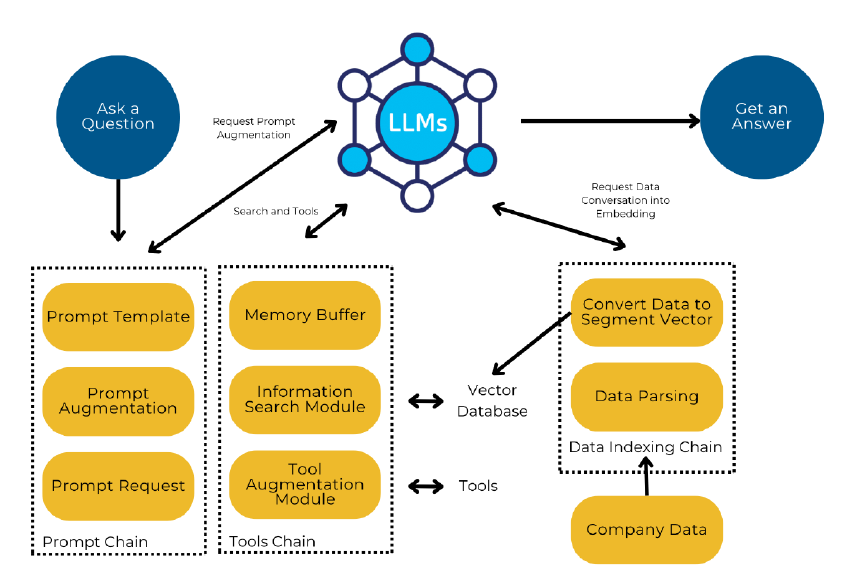 Ask a
Question
Request Prompt
Augmentation
LLMs
Get an
Answer
Search and Tools
Request Data
Conversation into
Embedding
Prompt Template
Prompt
Augmentation
Prompt Request
Prompt Chain
Memory Buffer
Information
Search Module
Tool
Augmentation
Module
Tools Chain
Vector
Database
Tools
Convert Data to
Segment Vector
Data Parsing
Data Indexing Chain
Company Data